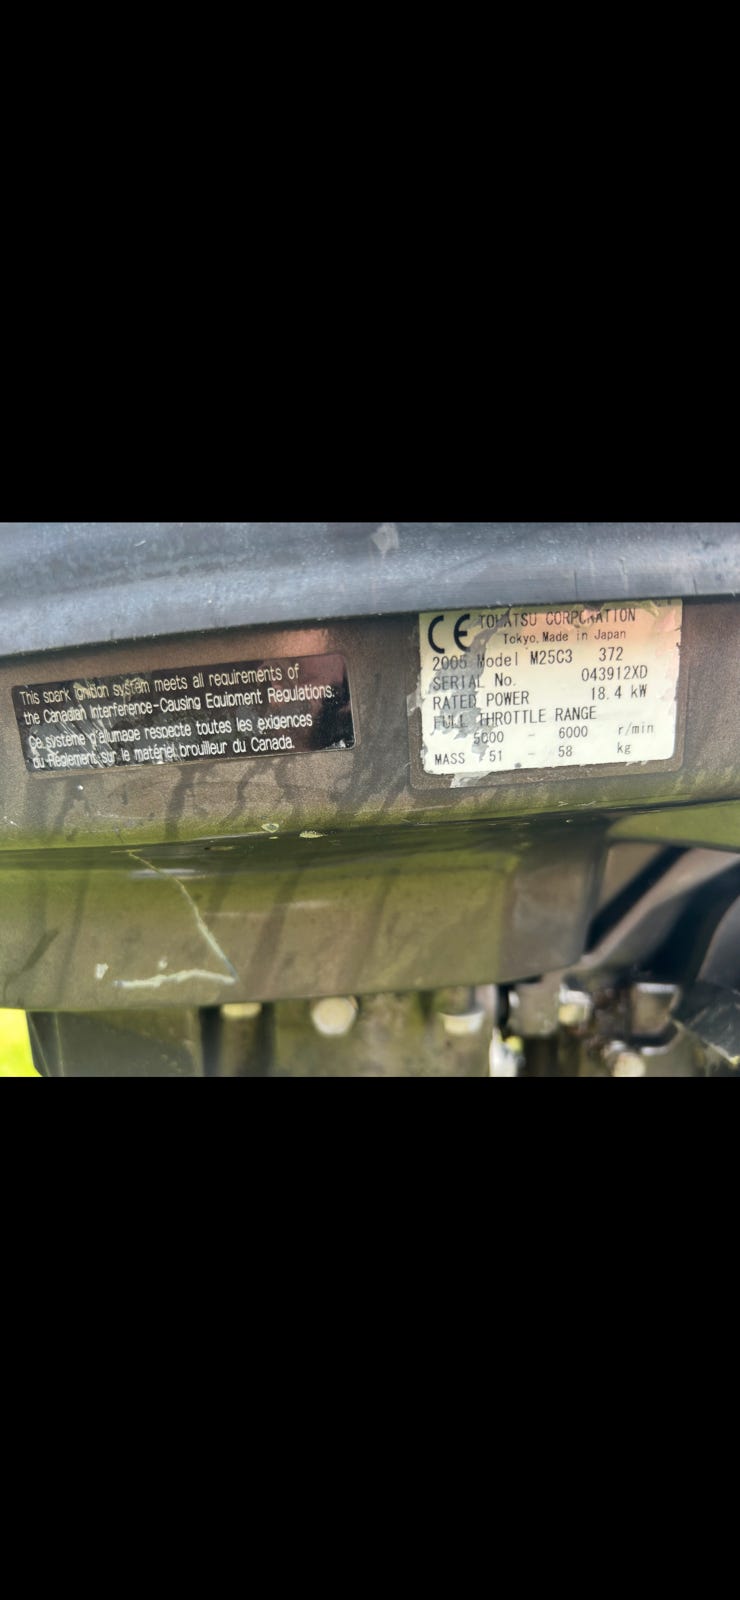 This spark ignition system meets all requirements of
the Canadian Interference-Causing Equipment Regulations.
Ce système d'allumage respecte toutes les exigences
du Règlement sur le matériel brouilleur du Canada.
CE TOHATSU CORPORATION
Tokyo, Made in Japan
2005 Model M25C3 372
SERIAL No. 043912XD
RATED POWER 18.4 kW
FULL THROTTLE RANGE
5000 - 6000 r/min
MASS 51 - 58 kg